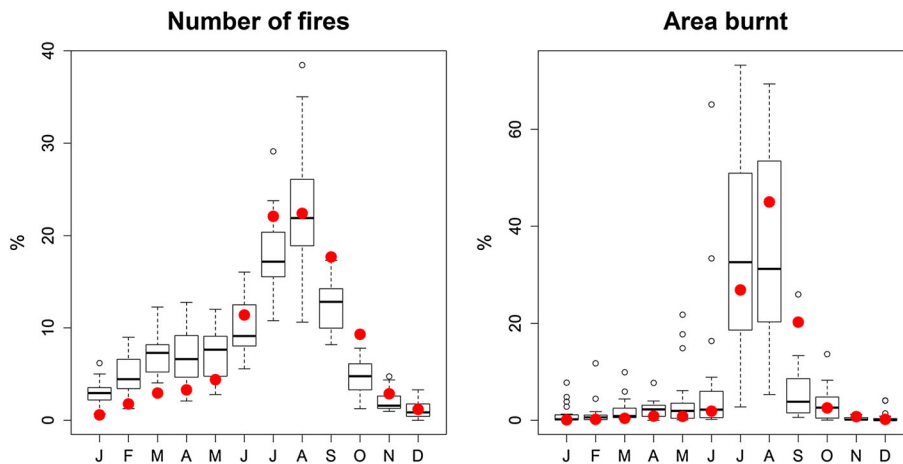 Number of fires
Area burnt
40
30
20
10
0
%
J F M A M J J A S O N D
60
40
20
0
%
J F M A M J J A S O N D